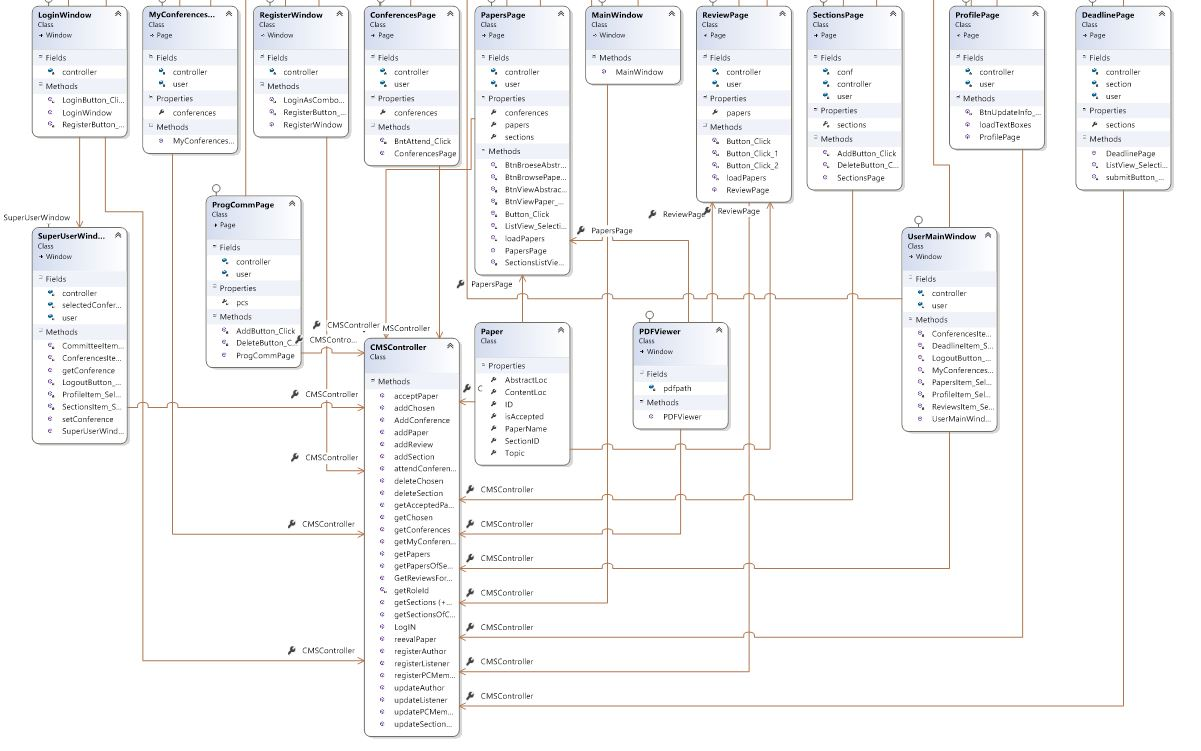 LoginWindow
Class
Window
Fields
controller
Methods
LoginButton_Cli...
LoginWindow
RegisterButton_...
MyConferences...
Class
Page
Fields
controller
user
Properties
conferences
Methods
MyConferences...
RegisterWindow
Class
Window
Fields
controller
Methods
LoginAsCombo...
RegisterButton_...
RegisterWindow
ConferencesPage
Class
Page
Fields
controller
user
Properties
conferences
Methods
BntAttend_Click
ConferencesPage
PapersPage
Class
Page
Fields
controller
user
Properties
conferences
papers
sections
Methods
BtnBroeseAbstr...
BtnBrowsePape...
BtnViewAbstrac...
BtnViewPaper_...
Button_Click
ListView_Selecti...
loadPapers
PapersPage
SectionsListVie...
MainWindow
Class
Window
Methods
MainWindow
ReviewPage
Class
Page
Fields
controller
user
Properties
papers
Methods
Button_Click
Button_Click_1
Button_Click_2
loadPapers
ReviewPage
SectionsPage
Class
Page
Fields
conf
controller
user
Properties
sections
Methods
AddButton_Click
DeleteButton_C...
SectionsPage
ProfilePage
Class
Page
Fields
controller
user
Methods
BtnUpdateInfo_...
loadTextBoxes
ProfilePage
DeadlinePage
Class
Page
Fields
controller
section
user
Properties
sections
Methods
DeadlinePage
ListView_Selecti...
submitButton_...
SuperUserWindow
SuperUserWind...
Class
Window
Fields
controller
selectedConfer...
user
Methods
CommitteeItem...
ConferencesIte...
getConference
LogoutButton_...
ProfileItem_Sel...
SectionsItem_S...
setConference
SuperUserWind...
ProgCommPage
Class
Page
Fields
controller
user
Properties
pcs
Methods
AddButton_Click
DeleteButton_C...
ProgCommPage
CMSController
MSController
CMSContro...
CMSController
CMSController
CMSController
CMSController
CMSController
Class
Methods
acceptPaper
addChosen
AddConference
addPaper
addReview
addSection
attendConferen...
deleteChosen
deleteSection
getAcceptedPa...
getChosen
getConferences
getMyConferen...
getPapers
getPapersOfSe...
GetReviewsFor...
getRoleId
getSections (+...
getSectionsOfC...
LogIN
reevalPaper
registerAuthor
registerListener
registerPCMem...
updateAuthor
updateListener
updatePCMem...
updateSection...
PapersPage
PapersPage
ReviewPage
ReviewPage
C
Paper
Class
Properties
AbstractLoc
ContentLoc
ID
isAccepted
PaperName
SectionID
Topic
PDFViewer
Class
Window
Fields
pdfpath
Methods
PDFViewer
UserMainWindow
Class
Window
Fields
controller
user
Methods
ConferencesIte...
DeadlineItem_S...
LogoutButton_...
MyConferences...
PapersItem_Sel...
ProfileItem_Sel...
ReviewsItem_Se...
UserMainWind...
CMSController
CMSController
CMSController
CMSController
CMSController
CMSController
CMSController